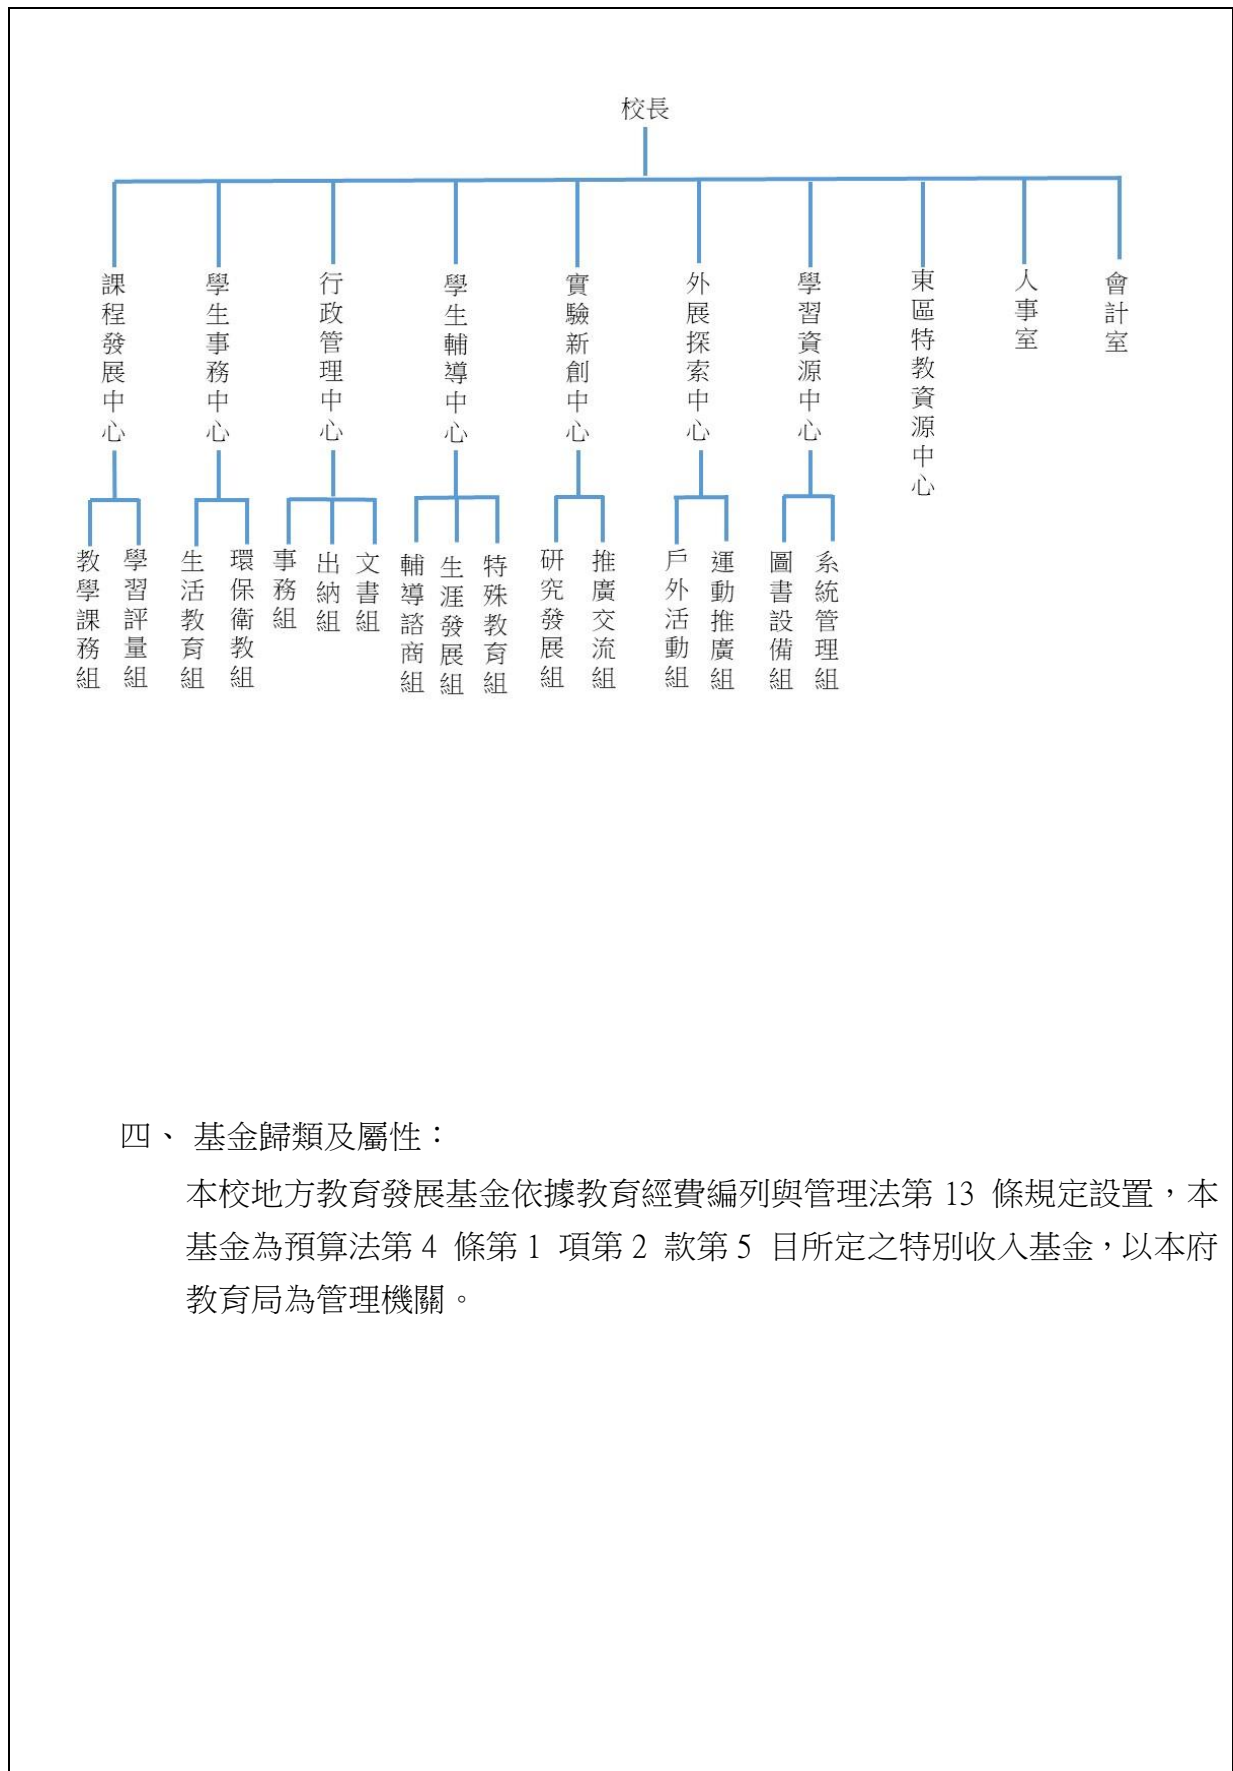 校長
課程發展中心
學生事務中心
行政管理中心
學生輔導中心
實驗新創中心
外展探索中心
學習資源中心
東區特教資源中心
人事室
會計室
教學課務組
學習評量組
生活教育組
環保衛教組
事務組
出納組
文書組
輔導諮商組
生涯發展組
特殊教育組
研究發展組
推廣交流組
戶外活動組
運動推廣組
圖書設備組
系統管理組
四、 基金歸類及屬性：
本校地方教育發展基金依據教育經費編列與管理法第 13 條規定設置，本
基金為預算法第 4 條第 1 項第 2 款第 5 目所定之特別收入基金，以本府
教育局為管理機關。